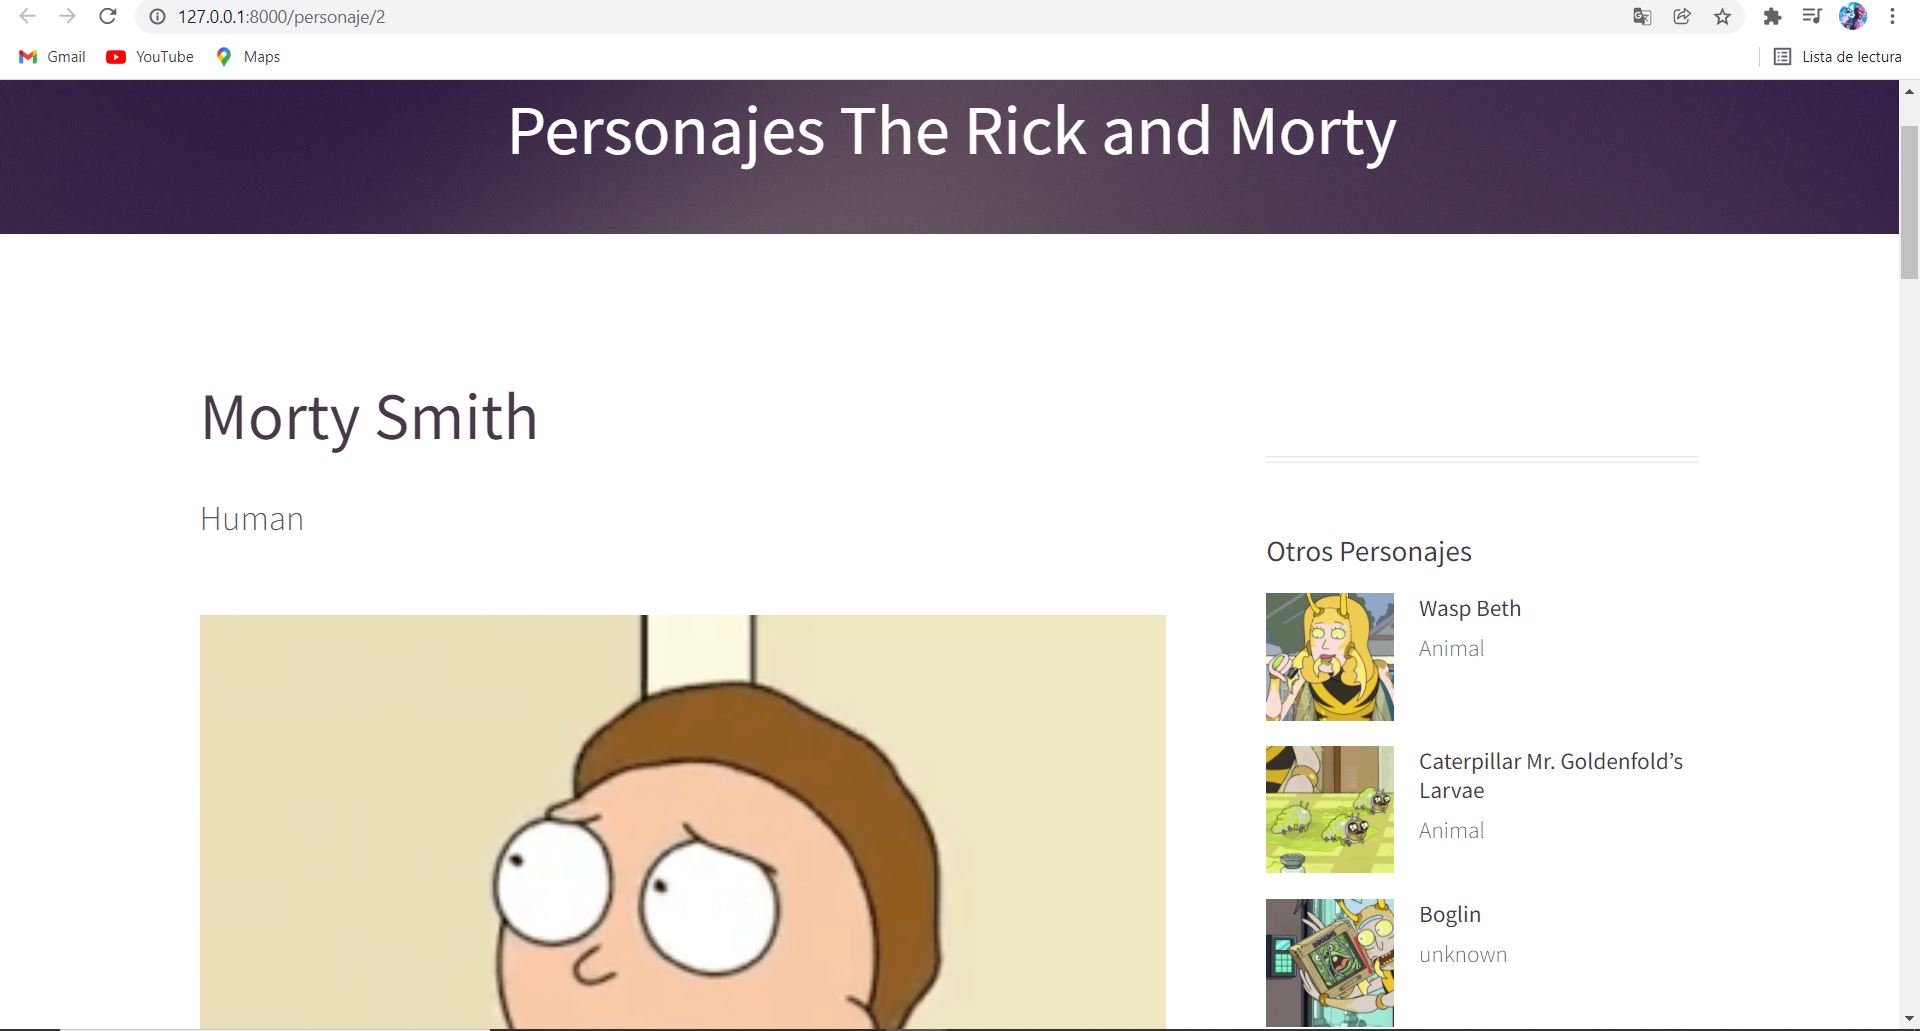 127.0.0.1:8000/personaje/2
Gmail YouTube Maps Lista de lectura
Personajes The Rick and Morty
Morty Smith
Human
Otros Personajes
Wasp Beth
Animal
Caterpillar Mr. Goldenfold’s
Larvae
Animal
Boglin
unknown